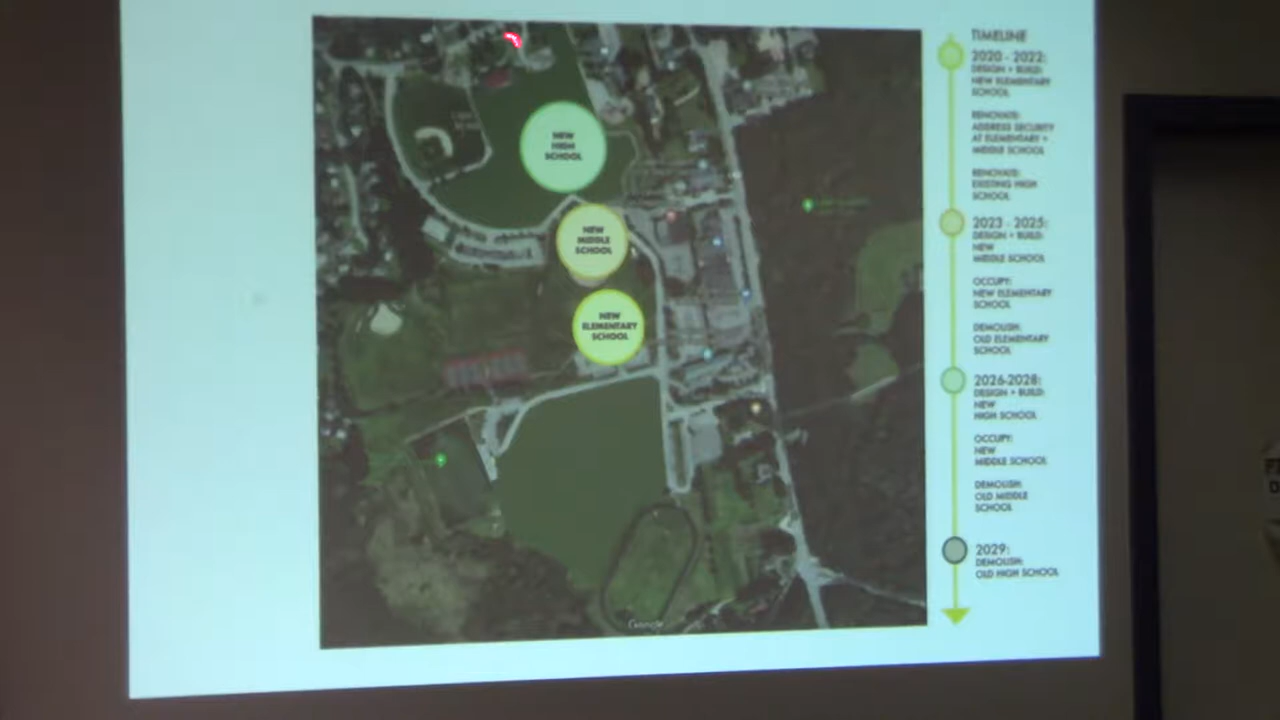 NEW
HIGH
SCHOOL
NEW
MIDDLE
SCHOOL
NEW
ELEMENTARY
SCHOOL
Google
TIMELINE
2020 - 2022:
DESIGN + BUILD:
NEW ELEMENTARY
SCHOOL
RENOVATE:
ADDRESS SECURITY
AT ELEMENTARY +
MIDDLE SCHOOL
RENOVATE:
EXISTING HIGH
SCHOOL
2023 - 2025:
DESIGN + BUILD:
NEW
MIDDLE SCHOOL
OCCUPY:
NEW ELEMENTARY
SCHOOL
DEMOLISH:
OLD ELEMENTARY
SCHOOL
2026-2028:
DESIGN + BUILD:
NEW
HIGH SCHOOL
OCCUPY:
NEW
MIDDLE SCHOOL
DEMOLISH:
OLD MIDDLE
SCHOOL
2029:
DEMOLISH:
OLD HIGH SCHOOL